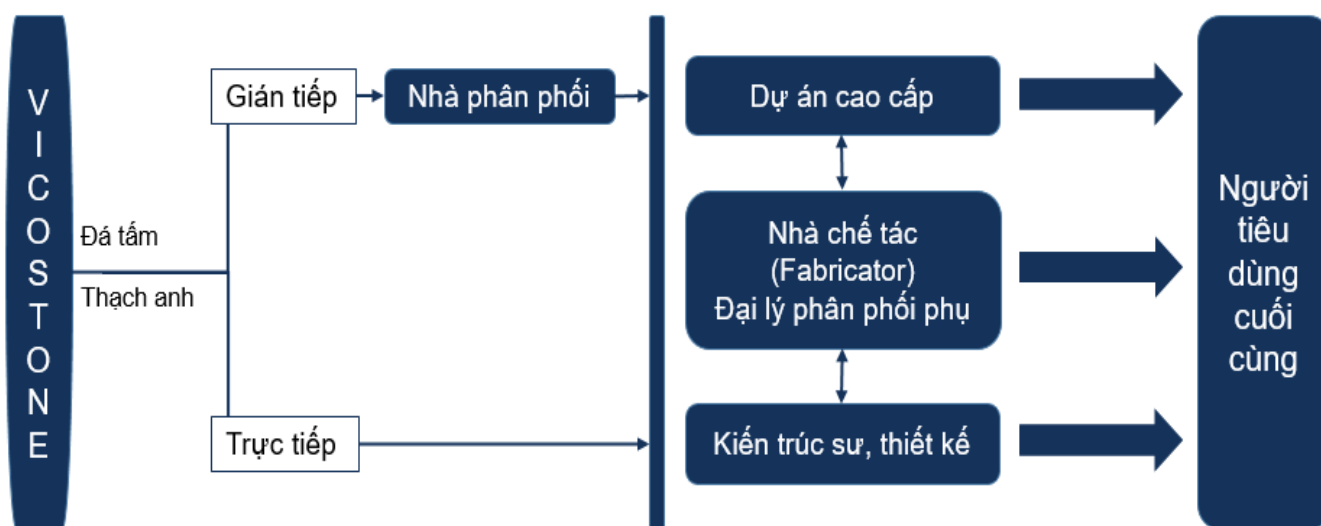 VICOSTONE
Đá tấm
Thạch anh
Gián tiếp
Nhà phân phối
Trực tiếp
Dự án cao cấp
Nhà chế tác
(Fabricator)
Đại lý phân phối phụ
Kiến trúc sư, thiết kế
Người
tiêu
dùng
cuối
cùng